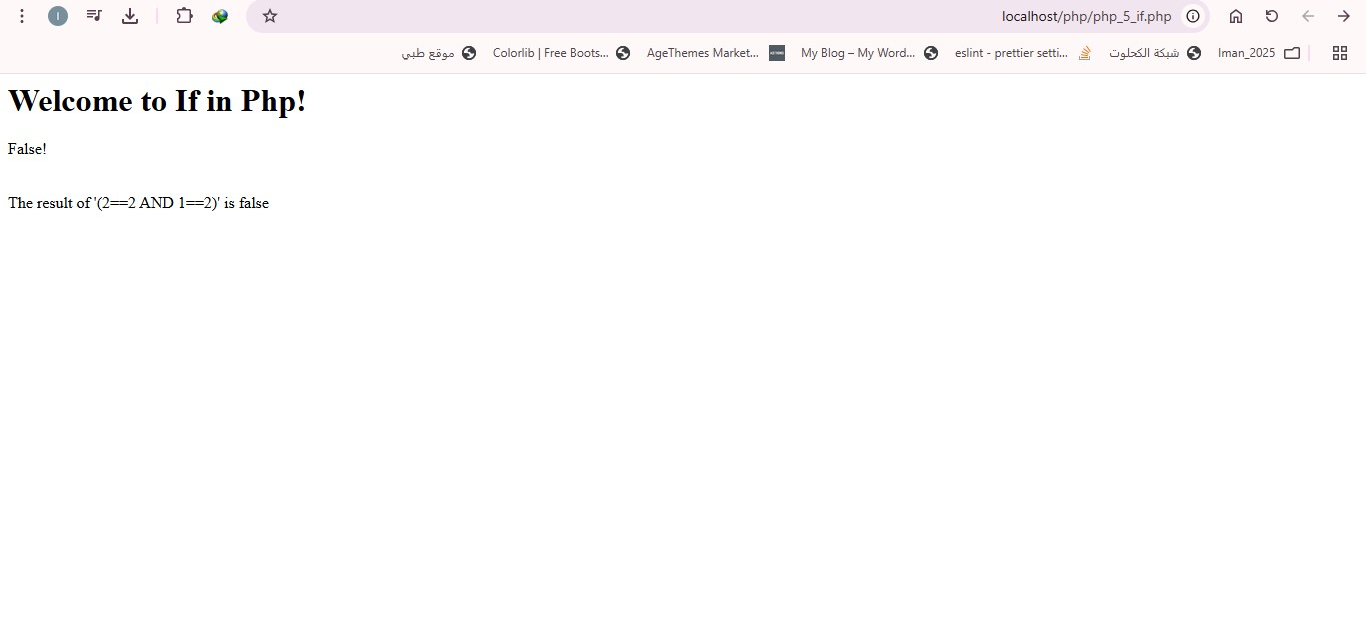 I
localhost/php/php_5_if.php
موقع طبي
Colorlib | Free Boots...
AgeThemes Market...
My Blog – My Word...
eslint - prettier setti...
شبكة الكحلوت
Iman_2025
Welcome to If in Php!
False!
The result of '(2==2 AND 1==2)' is false